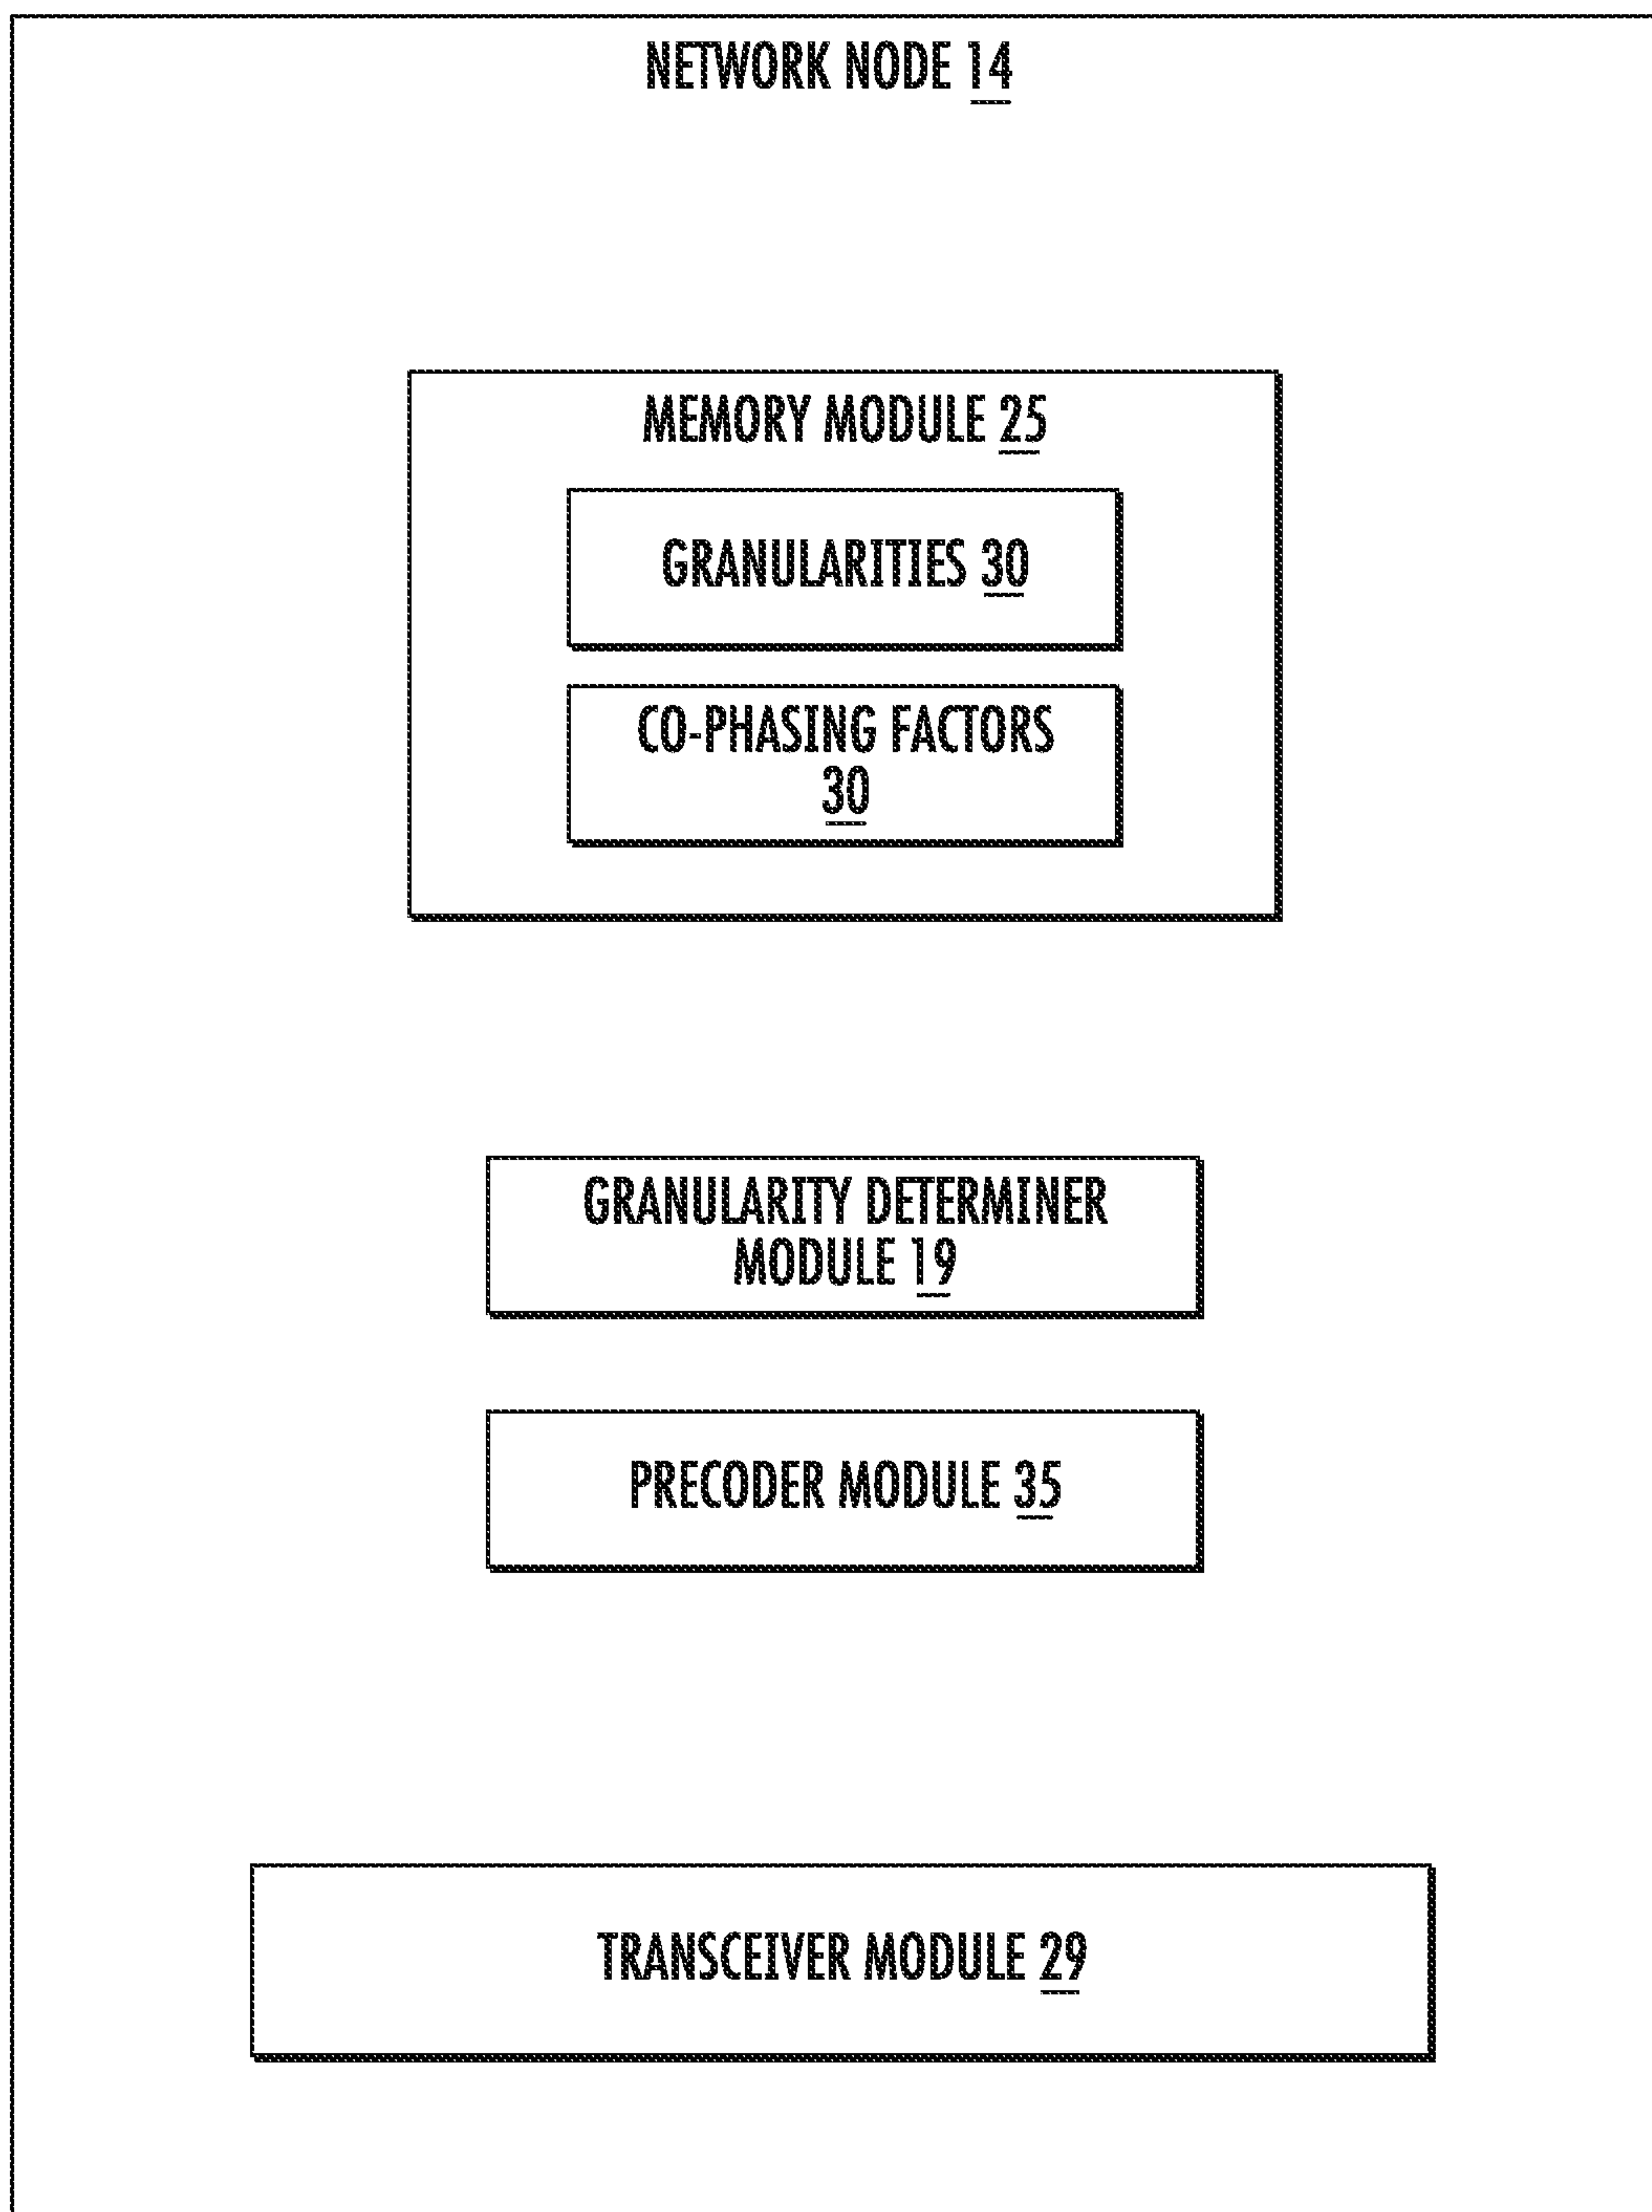 NETWORK NODE 14
MEMORY MODULE 25
GRANULARITIES 30
CO-PHASING FACTORS
30
GRANULARITY DETERMINER
MODULE 19
PRECODER MODULE 35
TRANSCEIVER MODULE 29